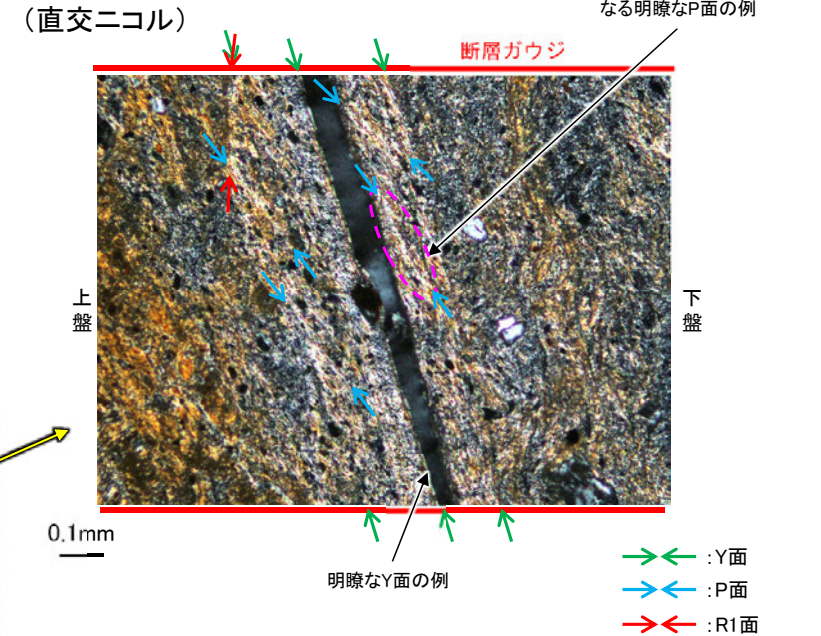 （直交ニコル）
なる明瞭なP面の例
断層ガウジ
上盤
下盤
0.1mm
明瞭なY面の例
:Y面
:P面
:R1面